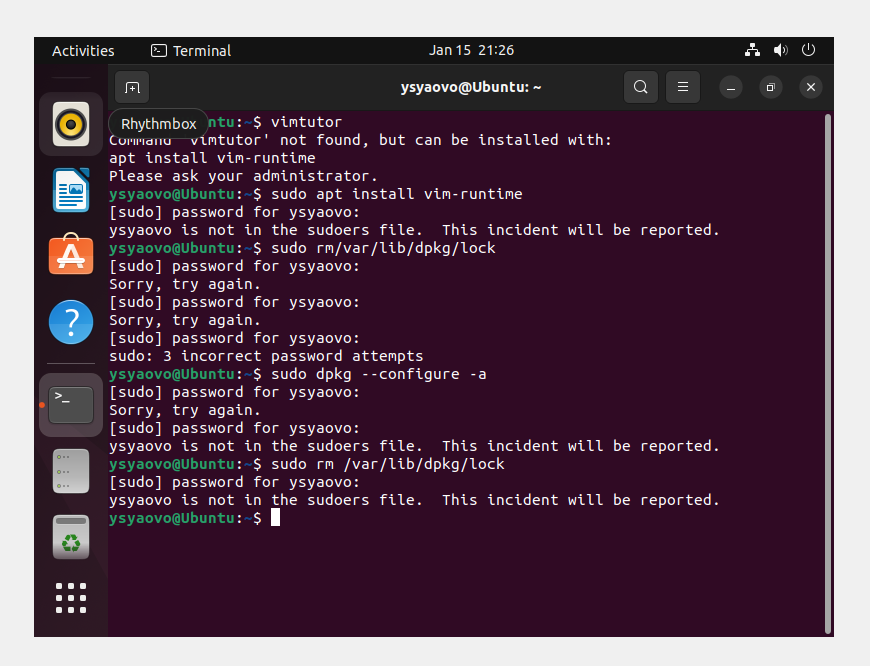 Activities
Terminal
Jan 15 21:26
ysyaovo@Ubuntu: ~
Rhythmbox
ntu:~$ vimtutor
Command 'vimtutor' not found, but can be installed with:
apt install vim-runtime
Please ask your administrator.
ysyaovo@Ubuntu:~$ sudo apt install vim-runtime
[sudo] password for ysyaovo:
ysyaovo is not in the sudoers file.  This incident will be reported.
ysyaovo@Ubuntu:~$ sudo rm/var/lib/dpkg/lock
[sudo] password for ysyaovo:
Sorry, try again.
[sudo] password for ysyaovo:
Sorry, try again.
[sudo] password for ysyaovo:
sudo: 3 incorrect password attempts
ysyaovo@Ubuntu:~$ sudo dpkg --configure -a
[sudo] password for ysyaovo:
Sorry, try again.
[sudo] password for ysyaovo:
ysyaovo is not in the sudoers file.  This incident will be reported.
ysyaovo@Ubuntu:~$ sudo rm /var/lib/dpkg/lock
[sudo] password for ysyaovo:
ysyaovo is not in the sudoers file.  This incident will be reported.
ysyaovo@Ubuntu:~$